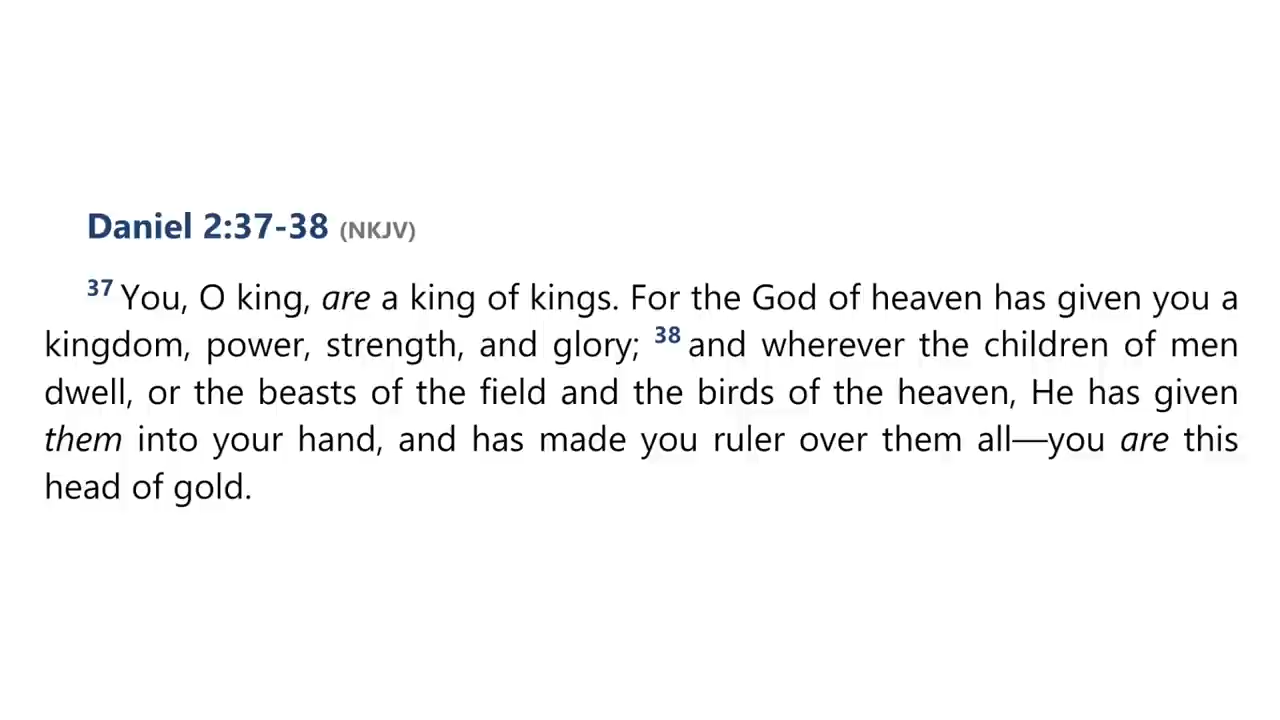 Daniel 2:37-38 (NKJV)
37 You, O king, are a king of kings. For the God of heaven has given you a
kingdom, power, strength, and glory; 38 and wherever the children of men
dwell, or the beasts of the field and the birds of the heaven, He has given
them into your hand, and has made you ruler over them all—you are this
head of gold.